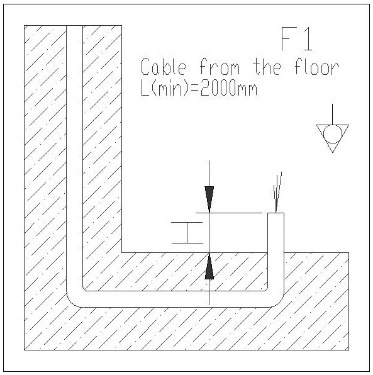 F1
Cable from the floor
L(min)=2000mm
H